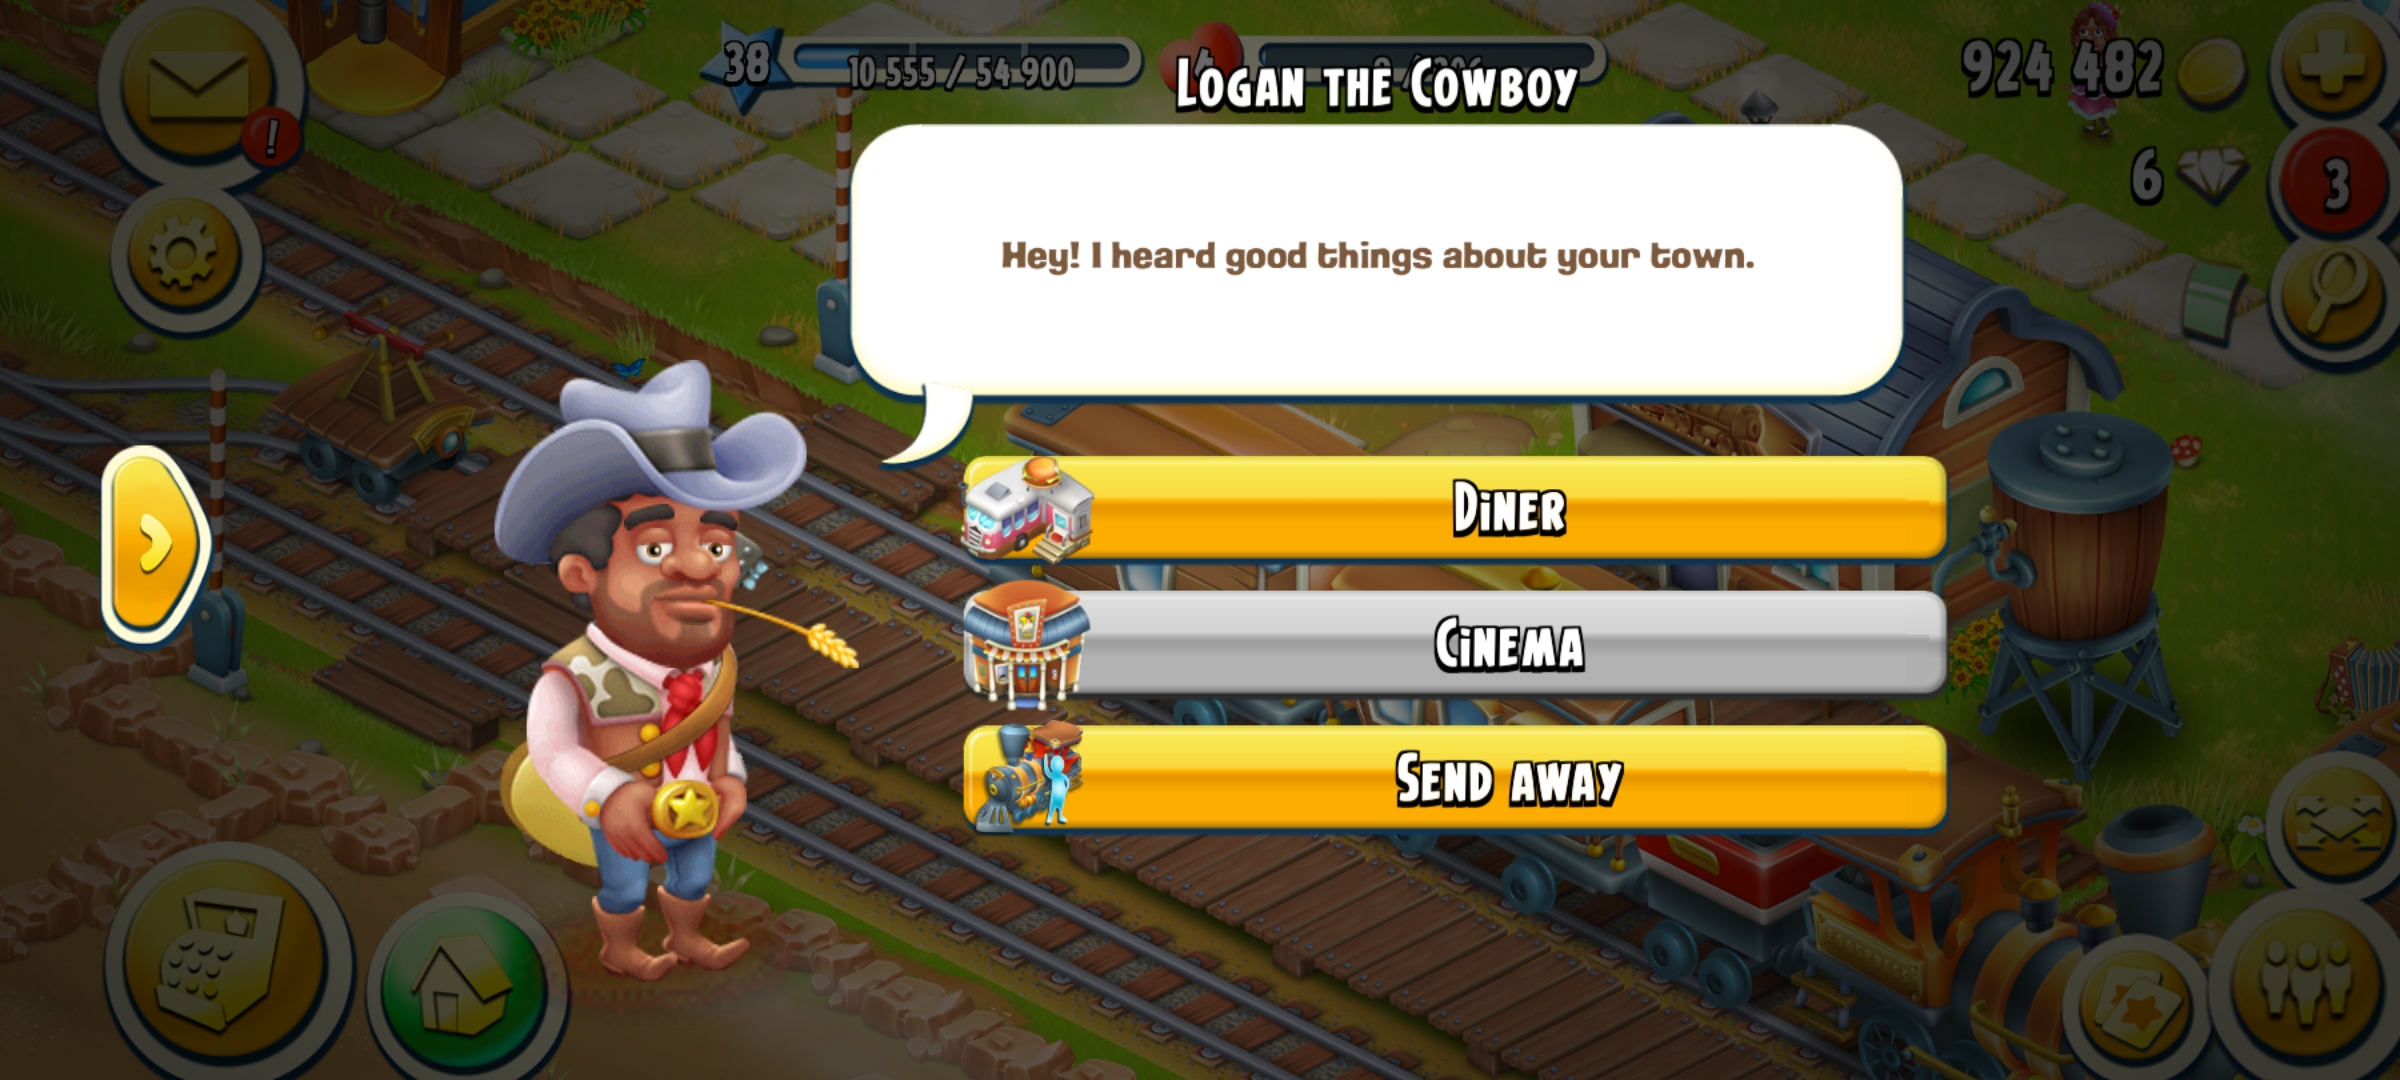 38
10 555 / 54 900
924 482
LOGAN THE COWBOY
6
3
Hey! I heard good things about your town.
DINER
CINEMA
SEND AWAY